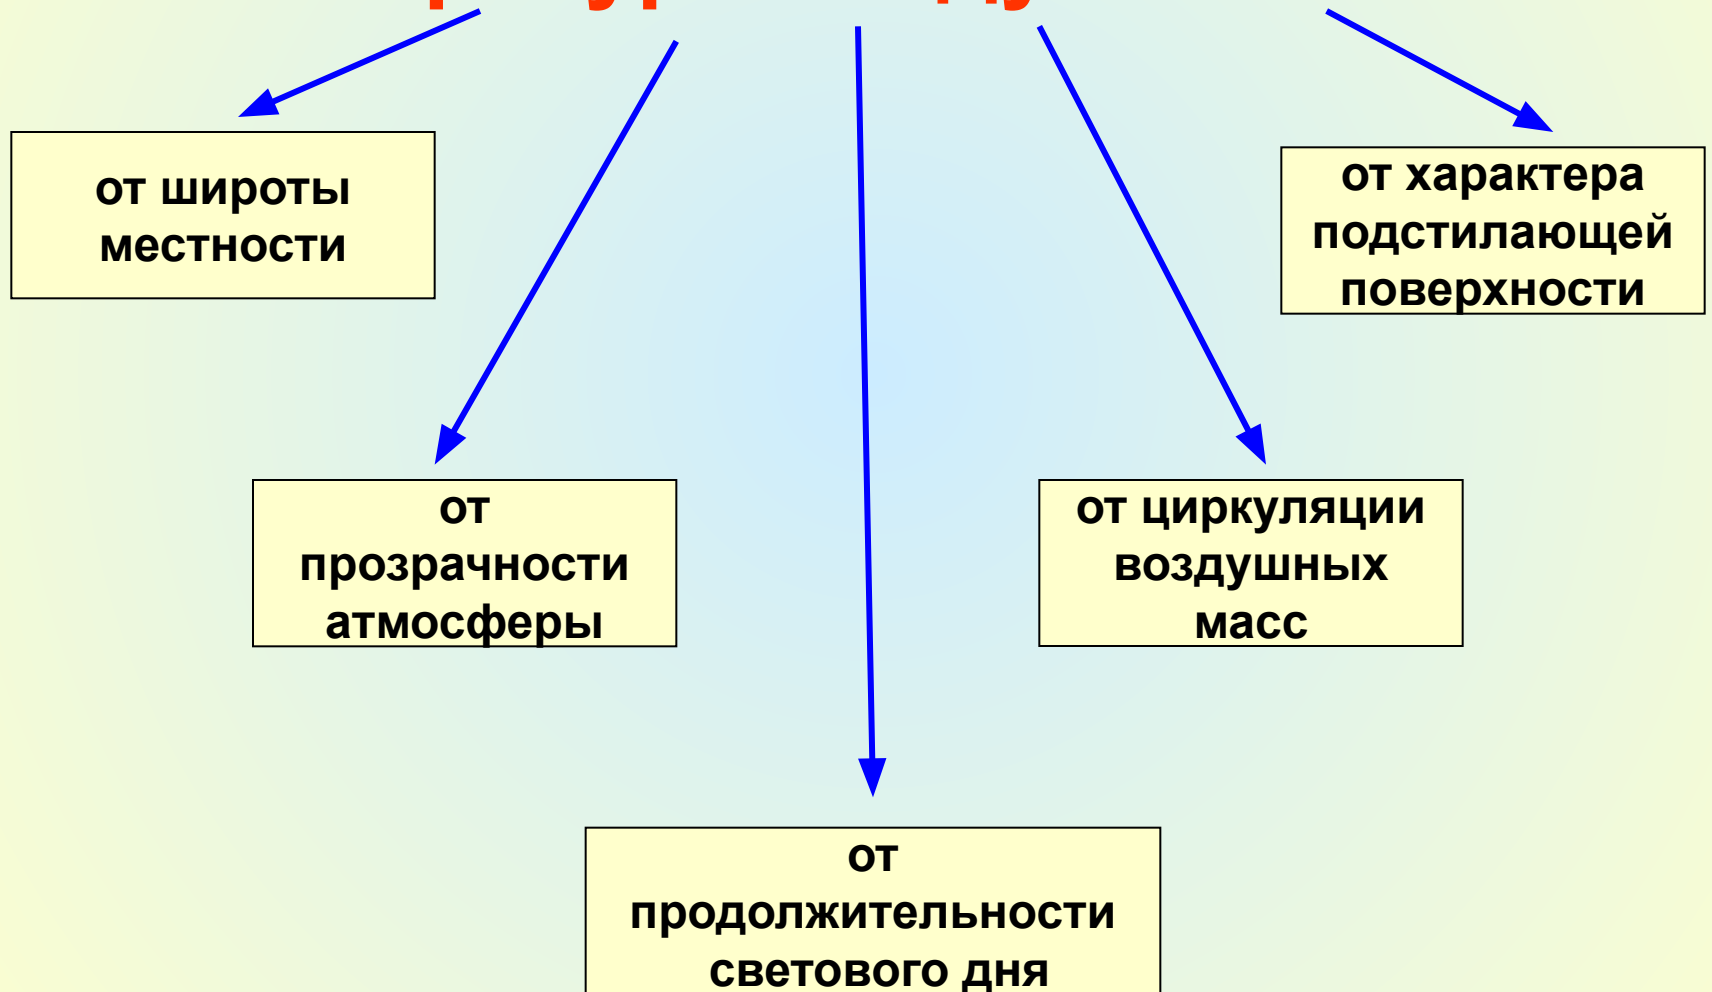 от широты
местности
от характера
подстилающей
поверхности
от
прозрачности
атмосферы
от циркуляции
воздушных
масс
от
продолжительности
светового дня